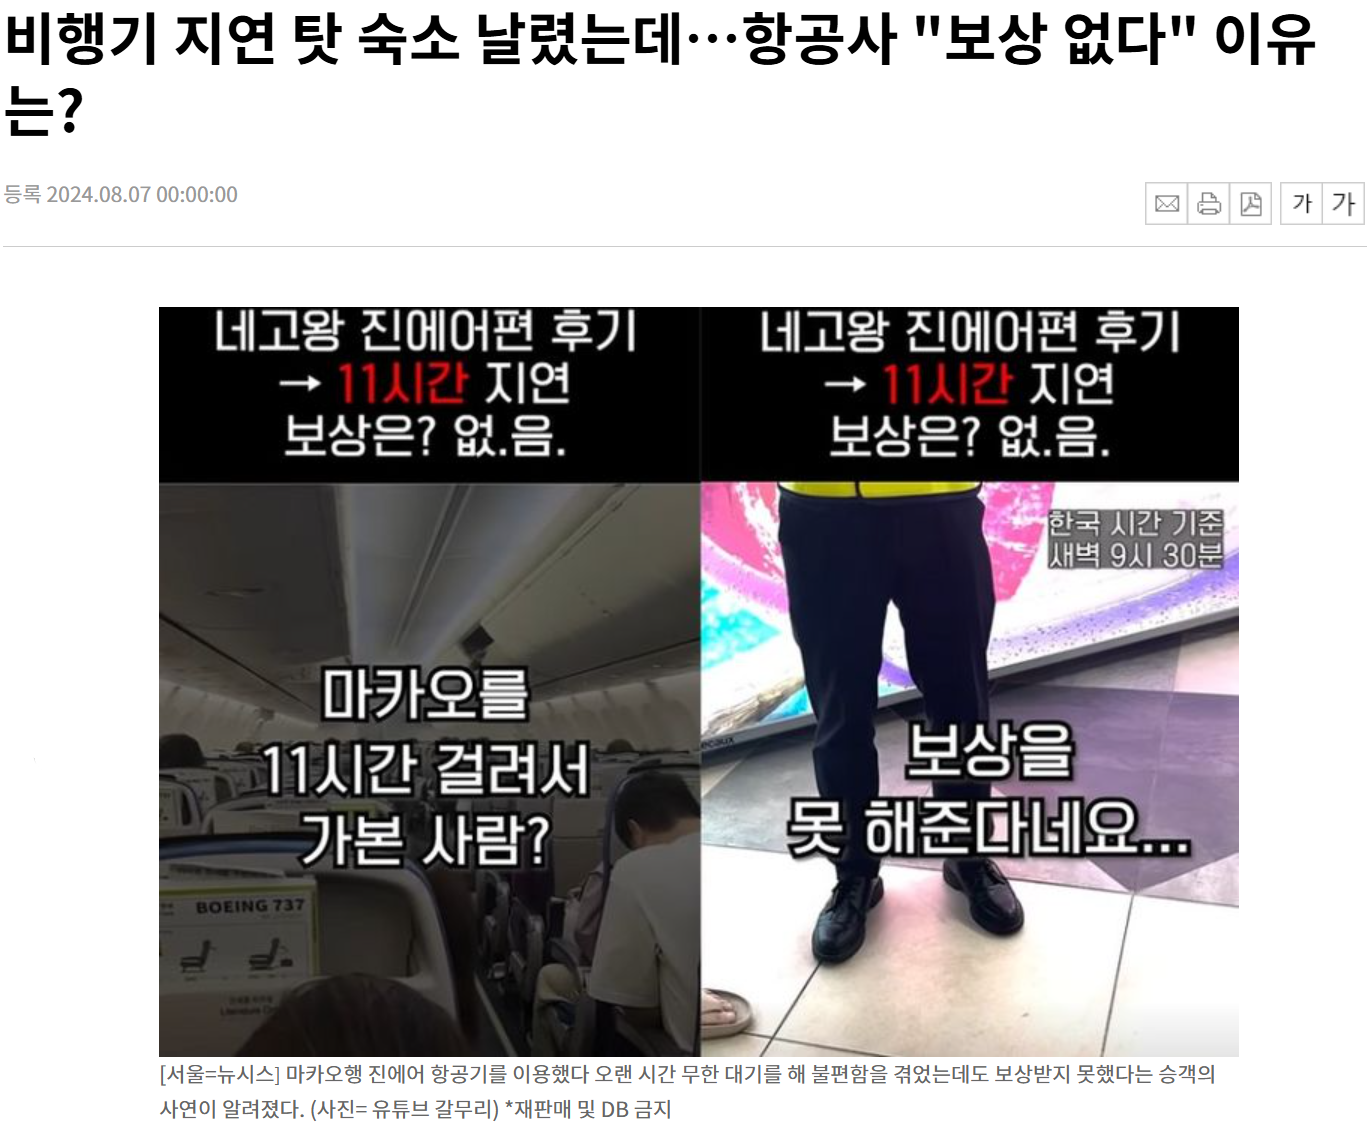 비행기 지연 탓 숙소 날렸는데…항공사 "보상 없다" 이유
는?
등록 2024.08.07 00:00:00
가 가
네고왕 진에어편 후기
→ 11시간 지연
보상은? 없.음.
마카오를
11시간 걸려서
가본 사람?
BOEING 737
네고왕 진에어편 후기
→ 11시간 지연
보상은? 없.음.
한국 시간 기준
새벽 9시 30분
보상을
못 해준다네요...
[서울=뉴시스] 마카오행 진에어 항공기를 이용했다 오랜 시간 무한 대기를 해 불편함을 겪었는데도 보상받지 못했다는 승객의
사연이 알려졌다. (사진= 유튜브 갈무리) *재판매 및 DB 금지